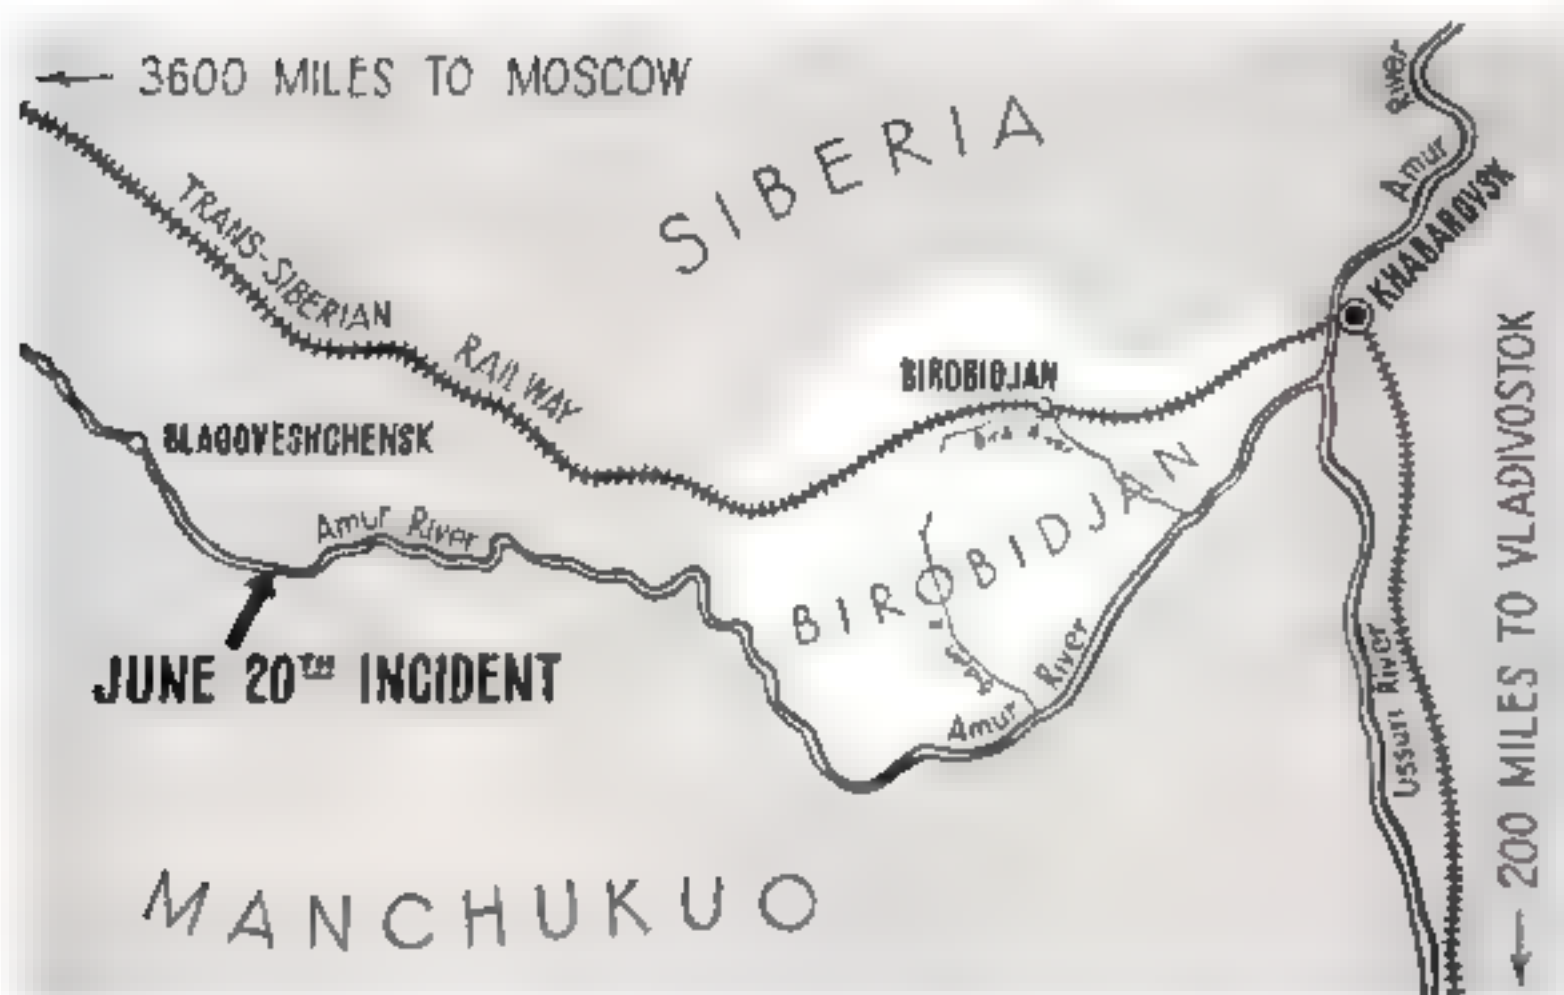 3600 MILES TO MOSCOW
SIBERIA
River
Amur
KHABAROVSK
TRANS-SIBERIAN
RAILWAY
BIROBIDJAN
BLAGOVESHCHENSK
Amur River
BIROBIDJAN
JUNE 20TH INCIDENT
Amur River
Ussuri River
200 MILES TO VLADIVOSTOK
MANCHUKUO